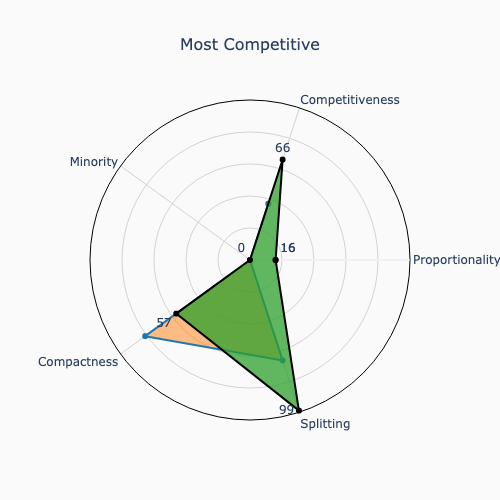 Most Competitive
Competitiveness
66
Minority
0
16
Proportionality
57
Compactness
99
Splitting